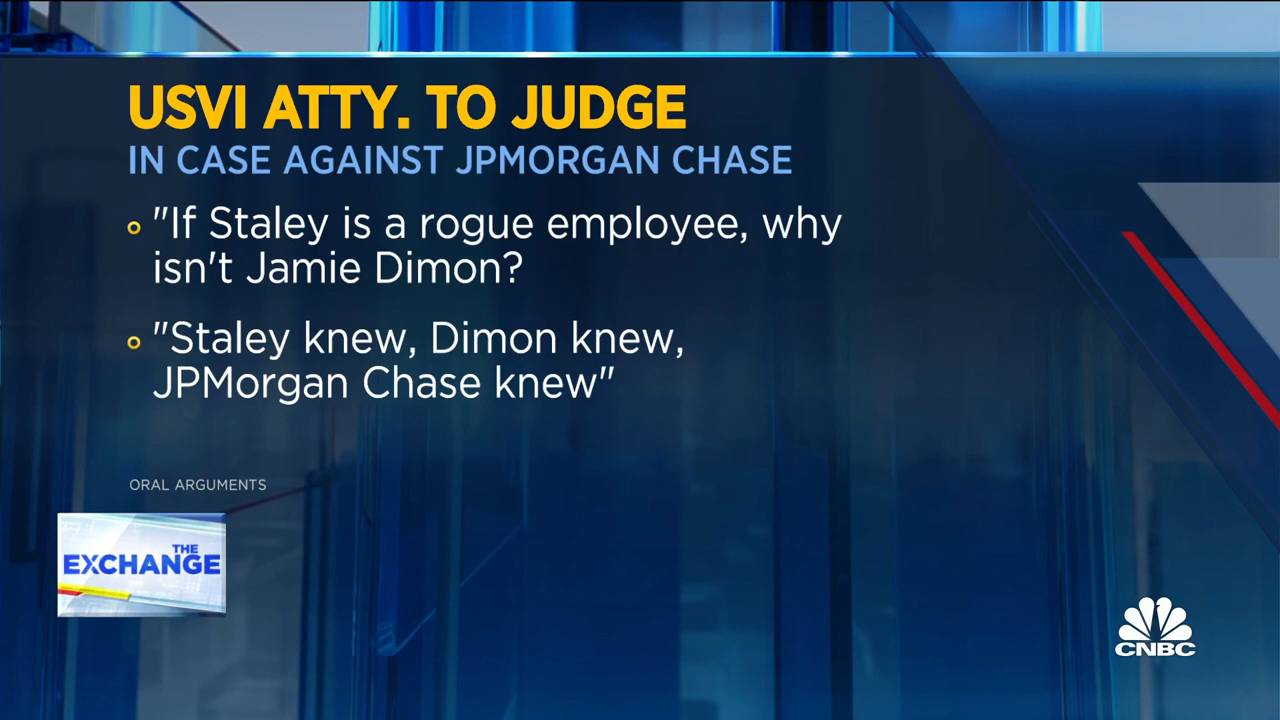 USVI ATTY. TO JUDGE
IN CASE AGAINST JPMORGAN CHASE
"If Staley is a rogue employee, why
isn't Jamie Dimon?
"Staley knew, Dimon knew,
JPMorgan Chase knew"
ORAL ARGUMENTS
THE
EXCHANGE
CNBC